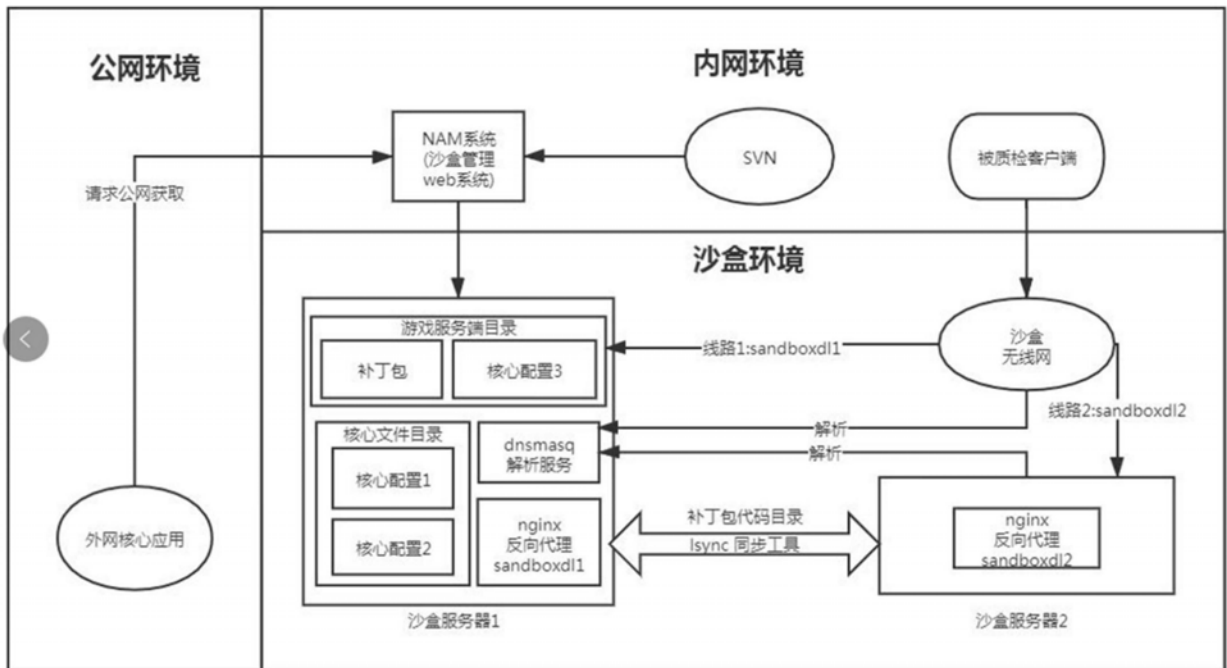 公网环境
内网环境
NAM系统
(沙盒管理
web系统)
SVN
被质检客户端
请求公网获取
沙盒环境
游戏服务端目录
补丁包
核心配置3
线路1:sandboxdl1
沙盒
无线网
线路2:sandboxdl2
核心文件目录
核心配置1
核心配置2
dnsmasq
解析服务
解析
解析
nginx
反向代理
sandboxdl1
补丁包代码目录
lsync 同步工具
nginx
反向代理
sandboxdl2
外网核心应用
沙盒服务器1
沙盒服务器2